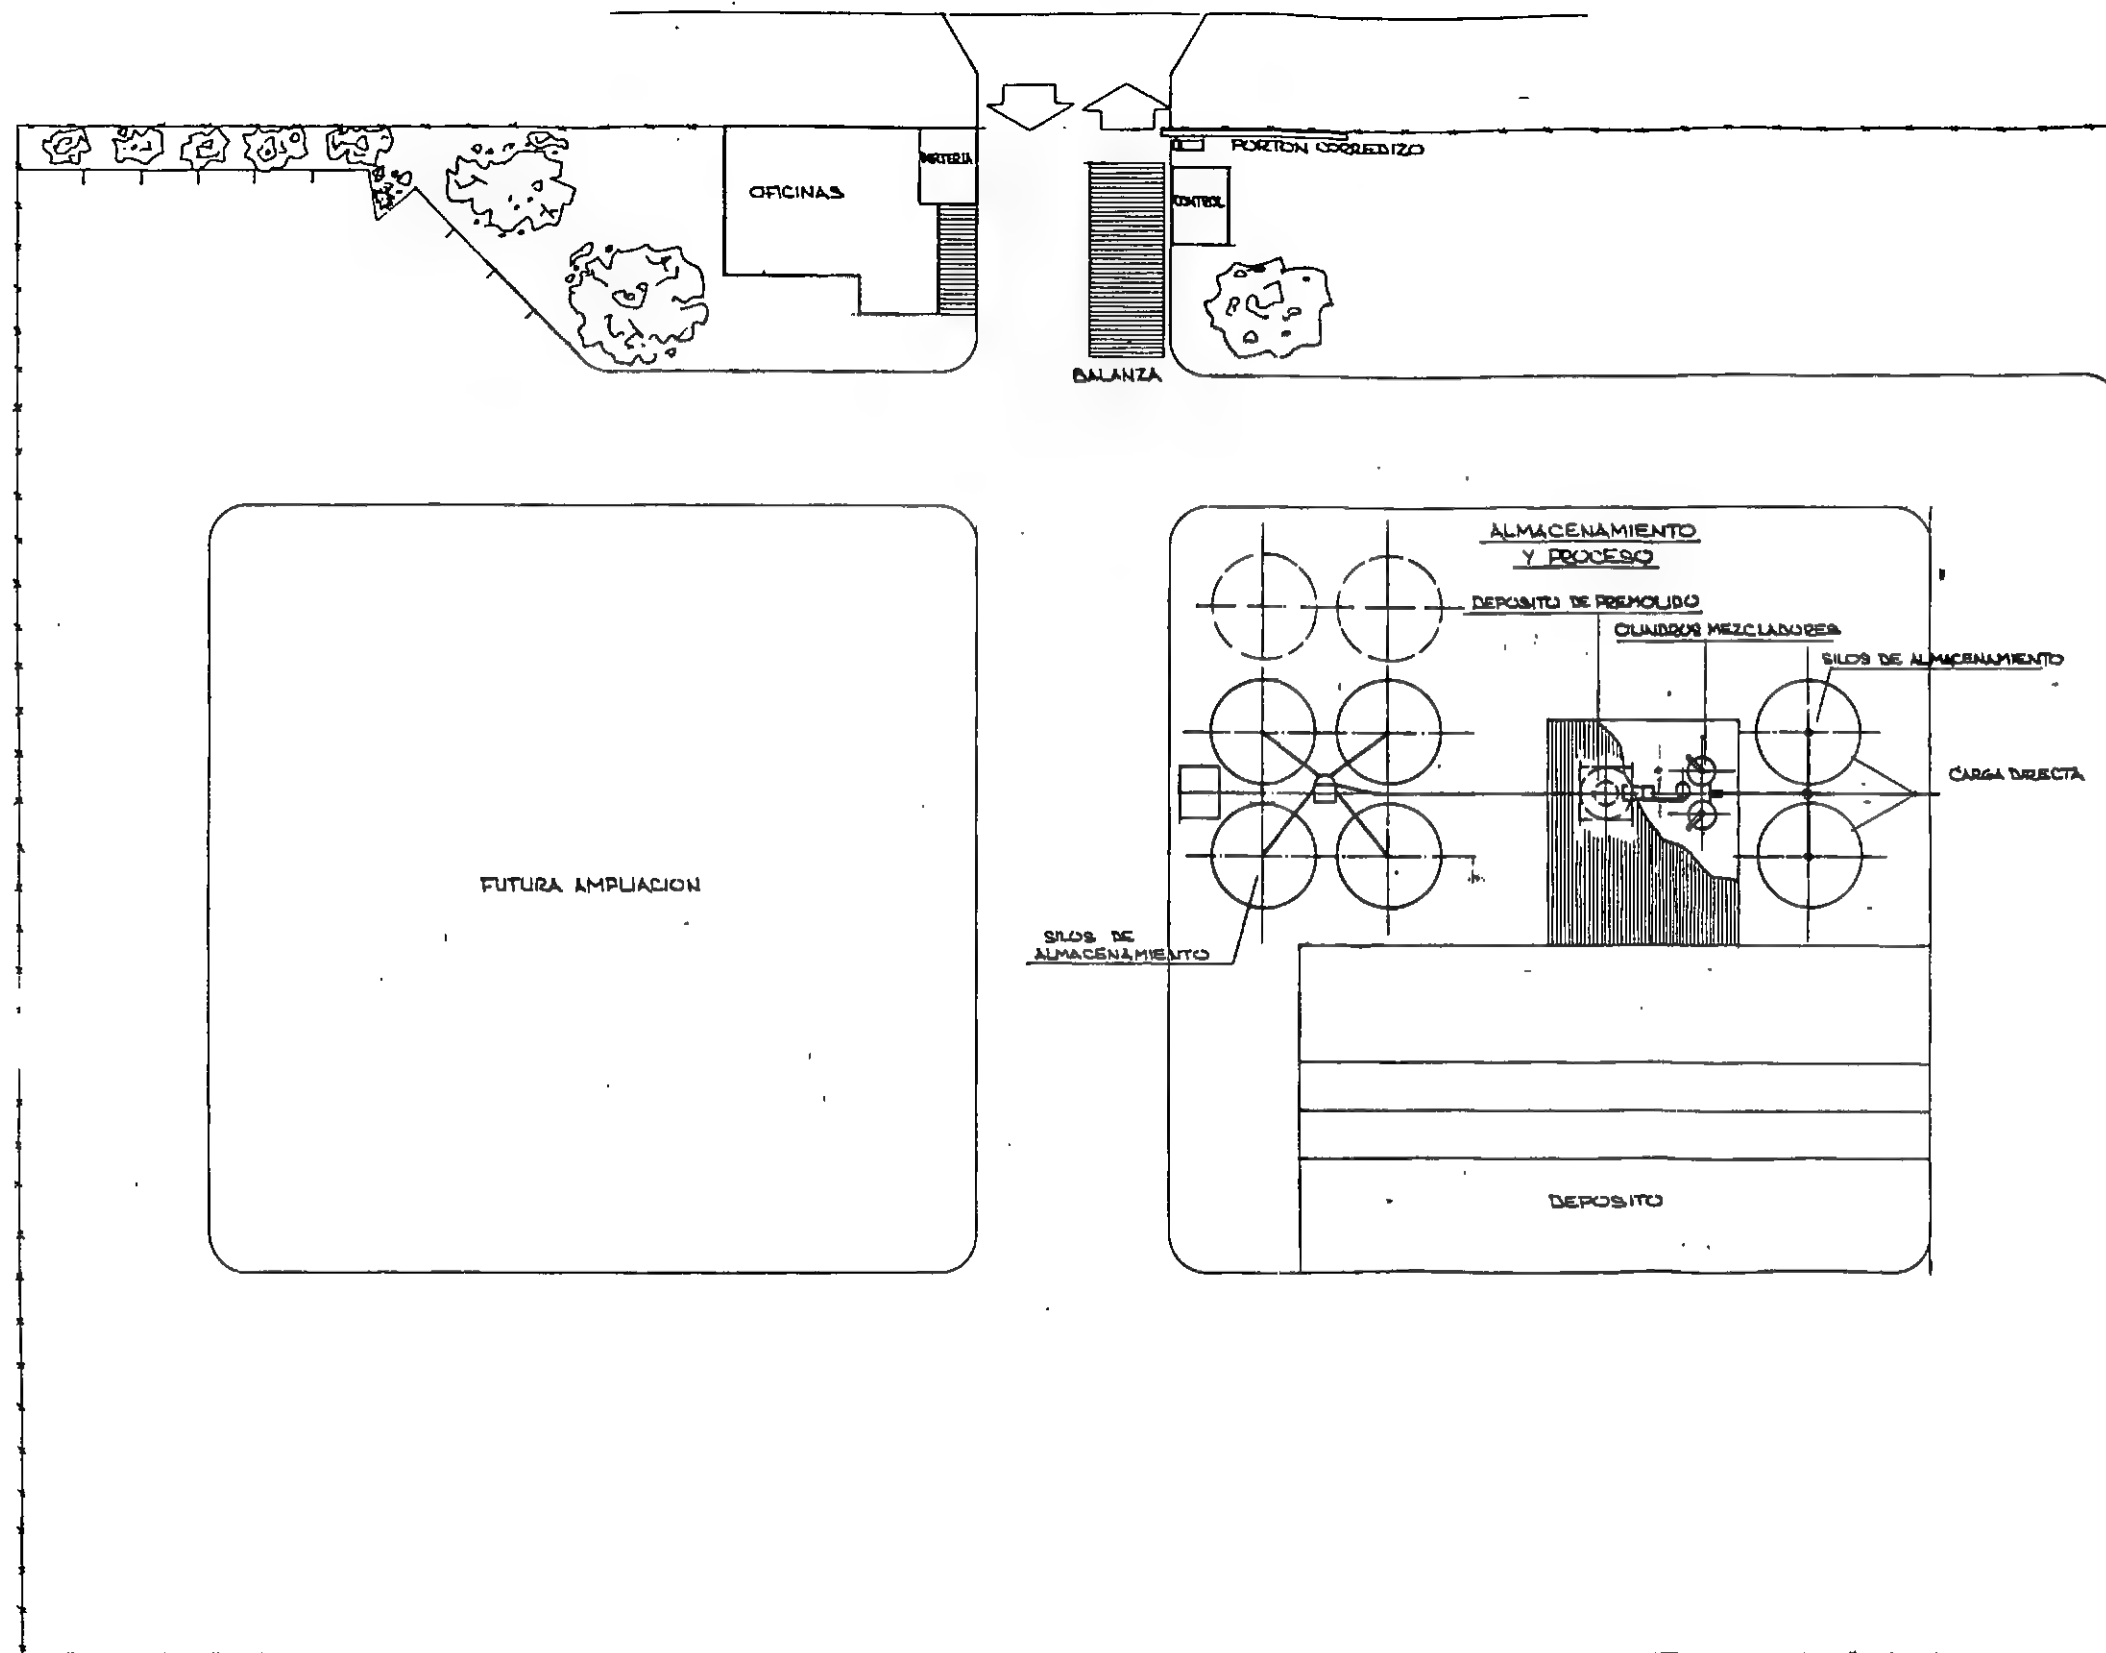 PORTERIA
PORTON CORREDIZO
OFICINAS
CONTROL
BALANZA
ALMACENAMIENTO
Y PROCESO
DEPOSITO DE PREMOLIDO
CILINDROS MEZCLADORES
SILOS DE ALMACENAMIENTO
CARGA DIRECTA
FUTURA AMPLIACION
SILOS DE
ALMACENAMIENTO
DEPOSITO